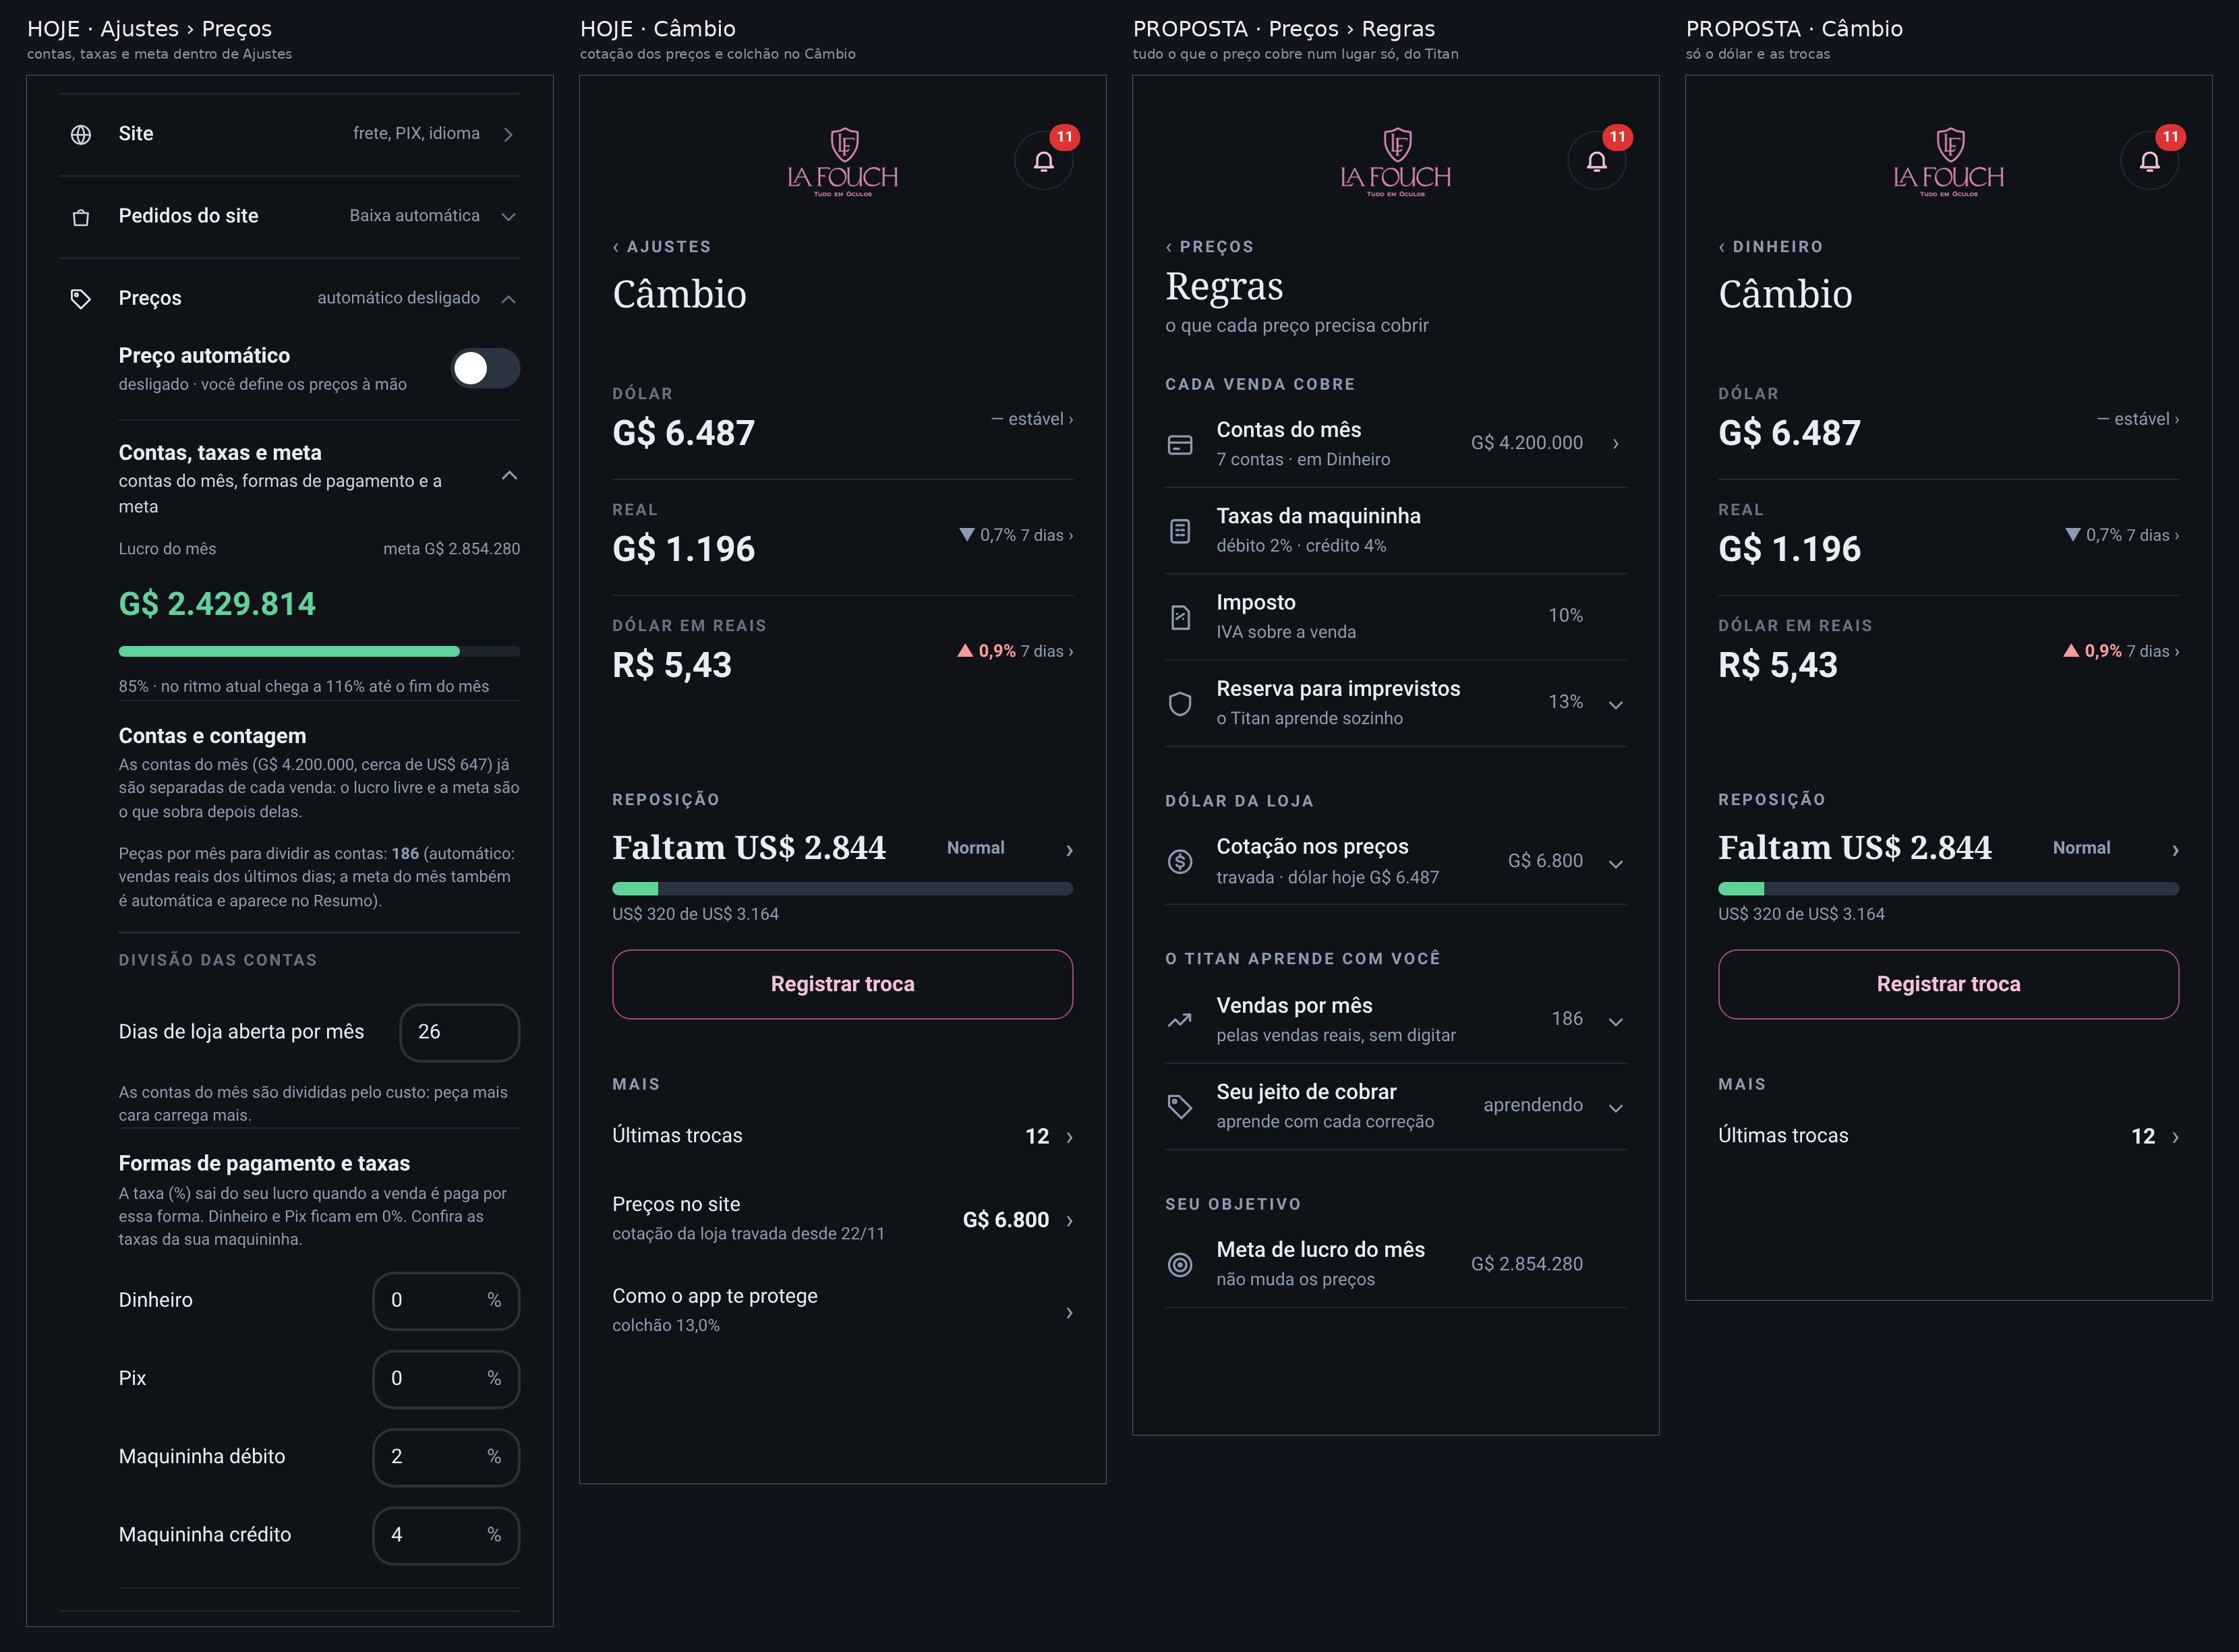 HOJE · Ajustes › Preços
contas, taxas e meta dentro de Ajustes
Site
frete, PIX, idioma
Pedidos do site
Baixa automática
Preços
automático desligado
Preço automático
desligado · você define os preços à mão
Contas, taxas e meta
contas do mês, formas de pagamento e a
meta
Lucro do mês
meta G$ 2.854.280
G$ 2.429.814
85% · no ritmo atual chega a 116% até o fim do mês
Contas e contagem
As contas do mês (G$ 4.200.000, cerca de US$ 647) já
são separadas de cada venda: o lucro livre e a meta são
o que sobra depois delas.
Peças por mês para dividir as contas: 186 (automático:
vendas reais dos últimos dias; a meta do mês também
é automática e aparece no Resumo).
DIVISÃO DAS CONTAS
Dias de loja aberta por mês
26
As contas do mês são divididas pelo custo: peça mais
cara carrega mais.
Formas de pagamento e taxas
A taxa (%) sai do seu lucro quando a venda é paga por
essa forma. Dinheiro e Pix ficam em 0%. Confira as
taxas da sua maquininha.
Dinheiro
0 %
Pix
0 %
Maquininha débito
2 %
Maquininha crédito
4 %
HOJE · Câmbio
cotação dos preços e colchão no Câmbio
LF
LA FOUCH
TUDO EM ÓCULOS
11
‹ AJUSTES
Câmbio
DÓLAR
G$ 6.487
— estável ›
REAL
G$ 1.196
▼ 0,7% 7 dias ›
DÓLAR EM REAIS
R$ 5,43
▲ 0,9% 7 dias ›
REPOSIÇÃO
Faltam US$ 2.844
Normal ›
US$ 320 de US$ 3.164
Registrar troca
MAIS
Últimas trocas
12 ›
Preços no site
cotação da loja travada desde 22/11
G$ 6.800 ›
Como o app te protege
colchão 13,0%
›
PROPOSTA · Preços › Regras
tudo o que o preço cobre num lugar só, do Titan
LF
LA FOUCH
TUDO EM ÓCULOS
11
‹ PREÇOS
Regras
o que cada preço precisa cobrir
CADA VENDA COBRE
Contas do mês
7 contas · em Dinheiro
G$ 4.200.000 ›
Taxas da maquininha
débito 2% · crédito 4%
Imposto
IVA sobre a venda
10%
Reserva para imprevistos
o Titan aprende sozinho
13%
DÓLAR DA LOJA
Cotação nos preços
travada · dólar hoje G$ 6.487
G$ 6.800
O TITAN APRENDE COM VOCÊ
Vendas por mês
pelas vendas reais, sem digitar
186
Seu jeito de cobrar
aprende com cada correção
aprendendo
SEU OBJETIVO
Meta de lucro do mês
não muda os preços
G$ 2.854.280
PROPOSTA · Câmbio
só o dólar e as trocas
LF
LA FOUCH
TUDO EM ÓCULOS
11
‹ DINHEIRO
Câmbio
DÓLAR
G$ 6.487
— estável ›
REAL
G$ 1.196
▼ 0,7% 7 dias ›
DÓLAR EM REAIS
R$ 5,43
▲ 0,9% 7 dias ›
REPOSIÇÃO
Faltam US$ 2.844
Normal ›
US$ 320 de US$ 3.164
Registrar troca
MAIS
Últimas trocas
12 ›